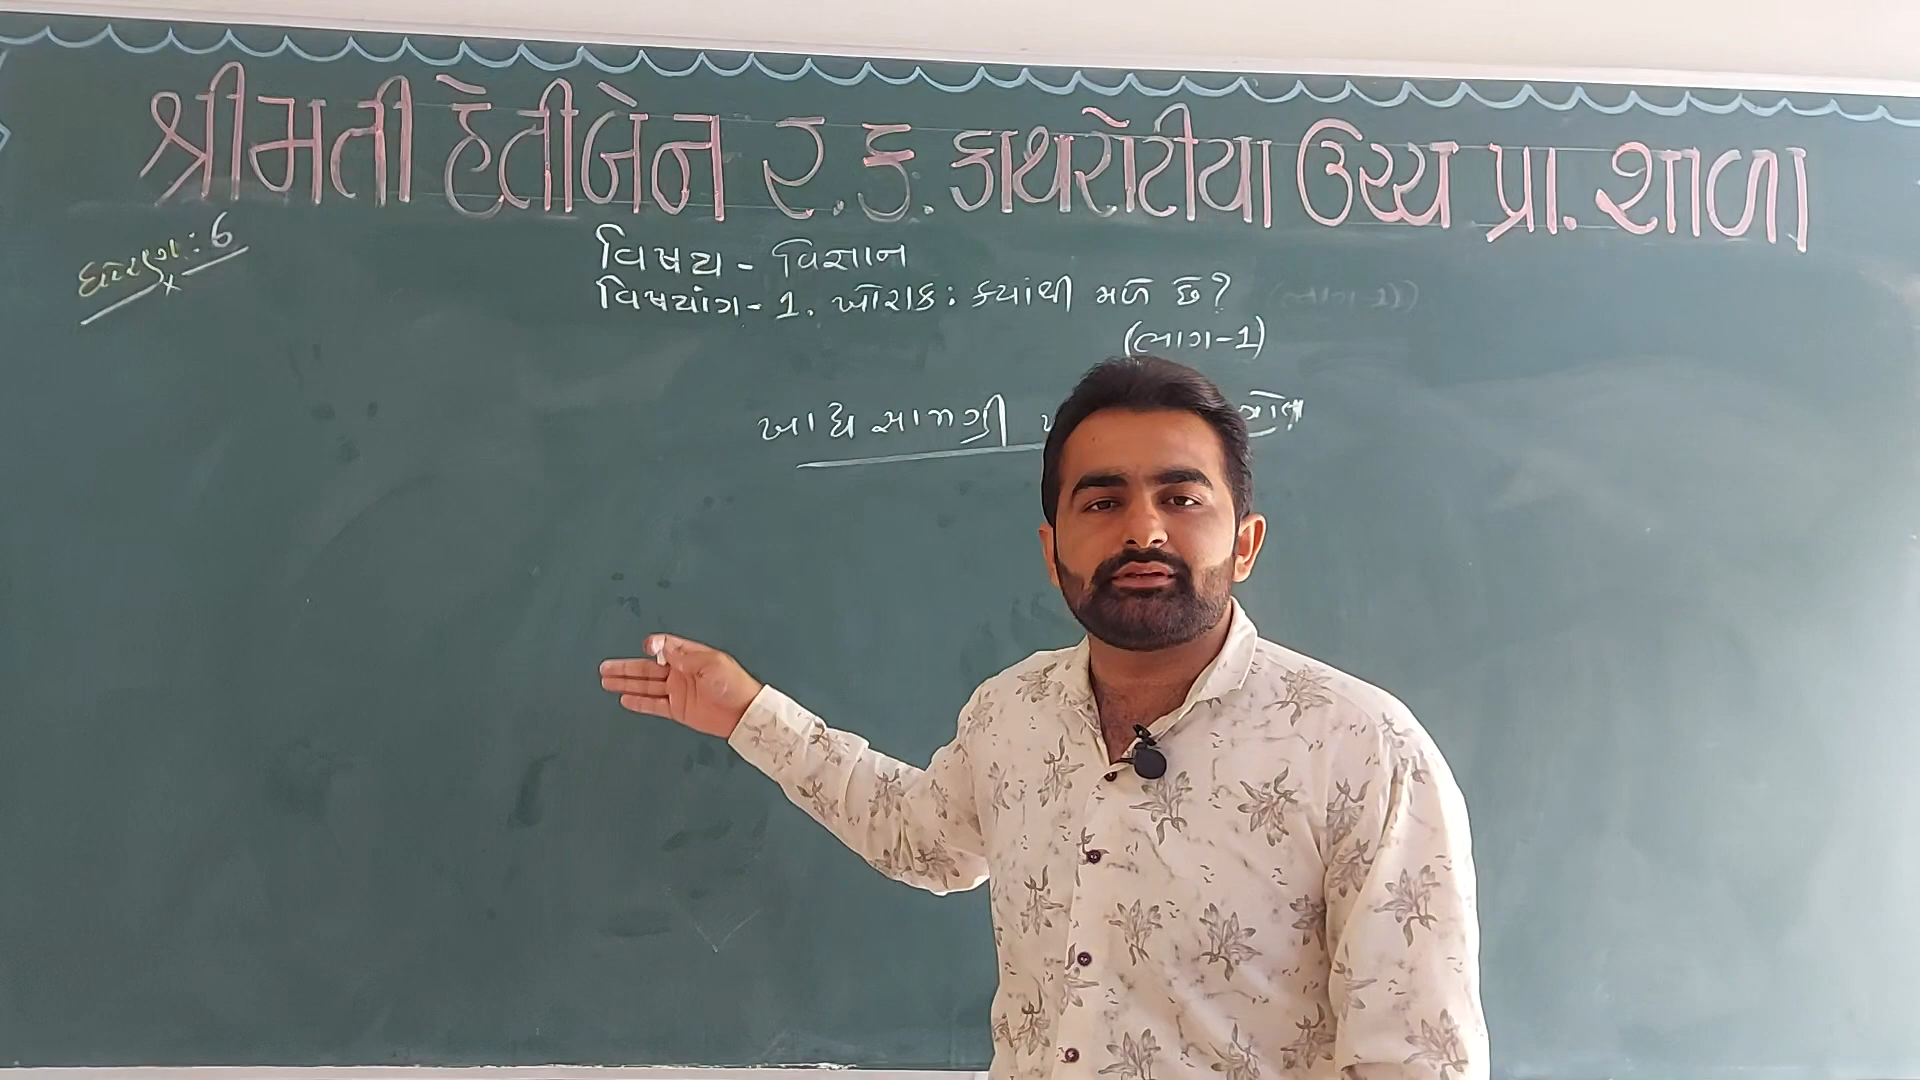 શ્રીમતી હેતીબેન ર. ક. કાથરોટીયા ઉચ્ચ પ્રા. શાળા
ધોરણ : 6
વિષય - વિજ્ઞાન
વિષયાંગ - 1. ખોરાક : ક્યાંથી મળે છે ?
(ભાગ-1)
ખાદ્ય સામગ્રી